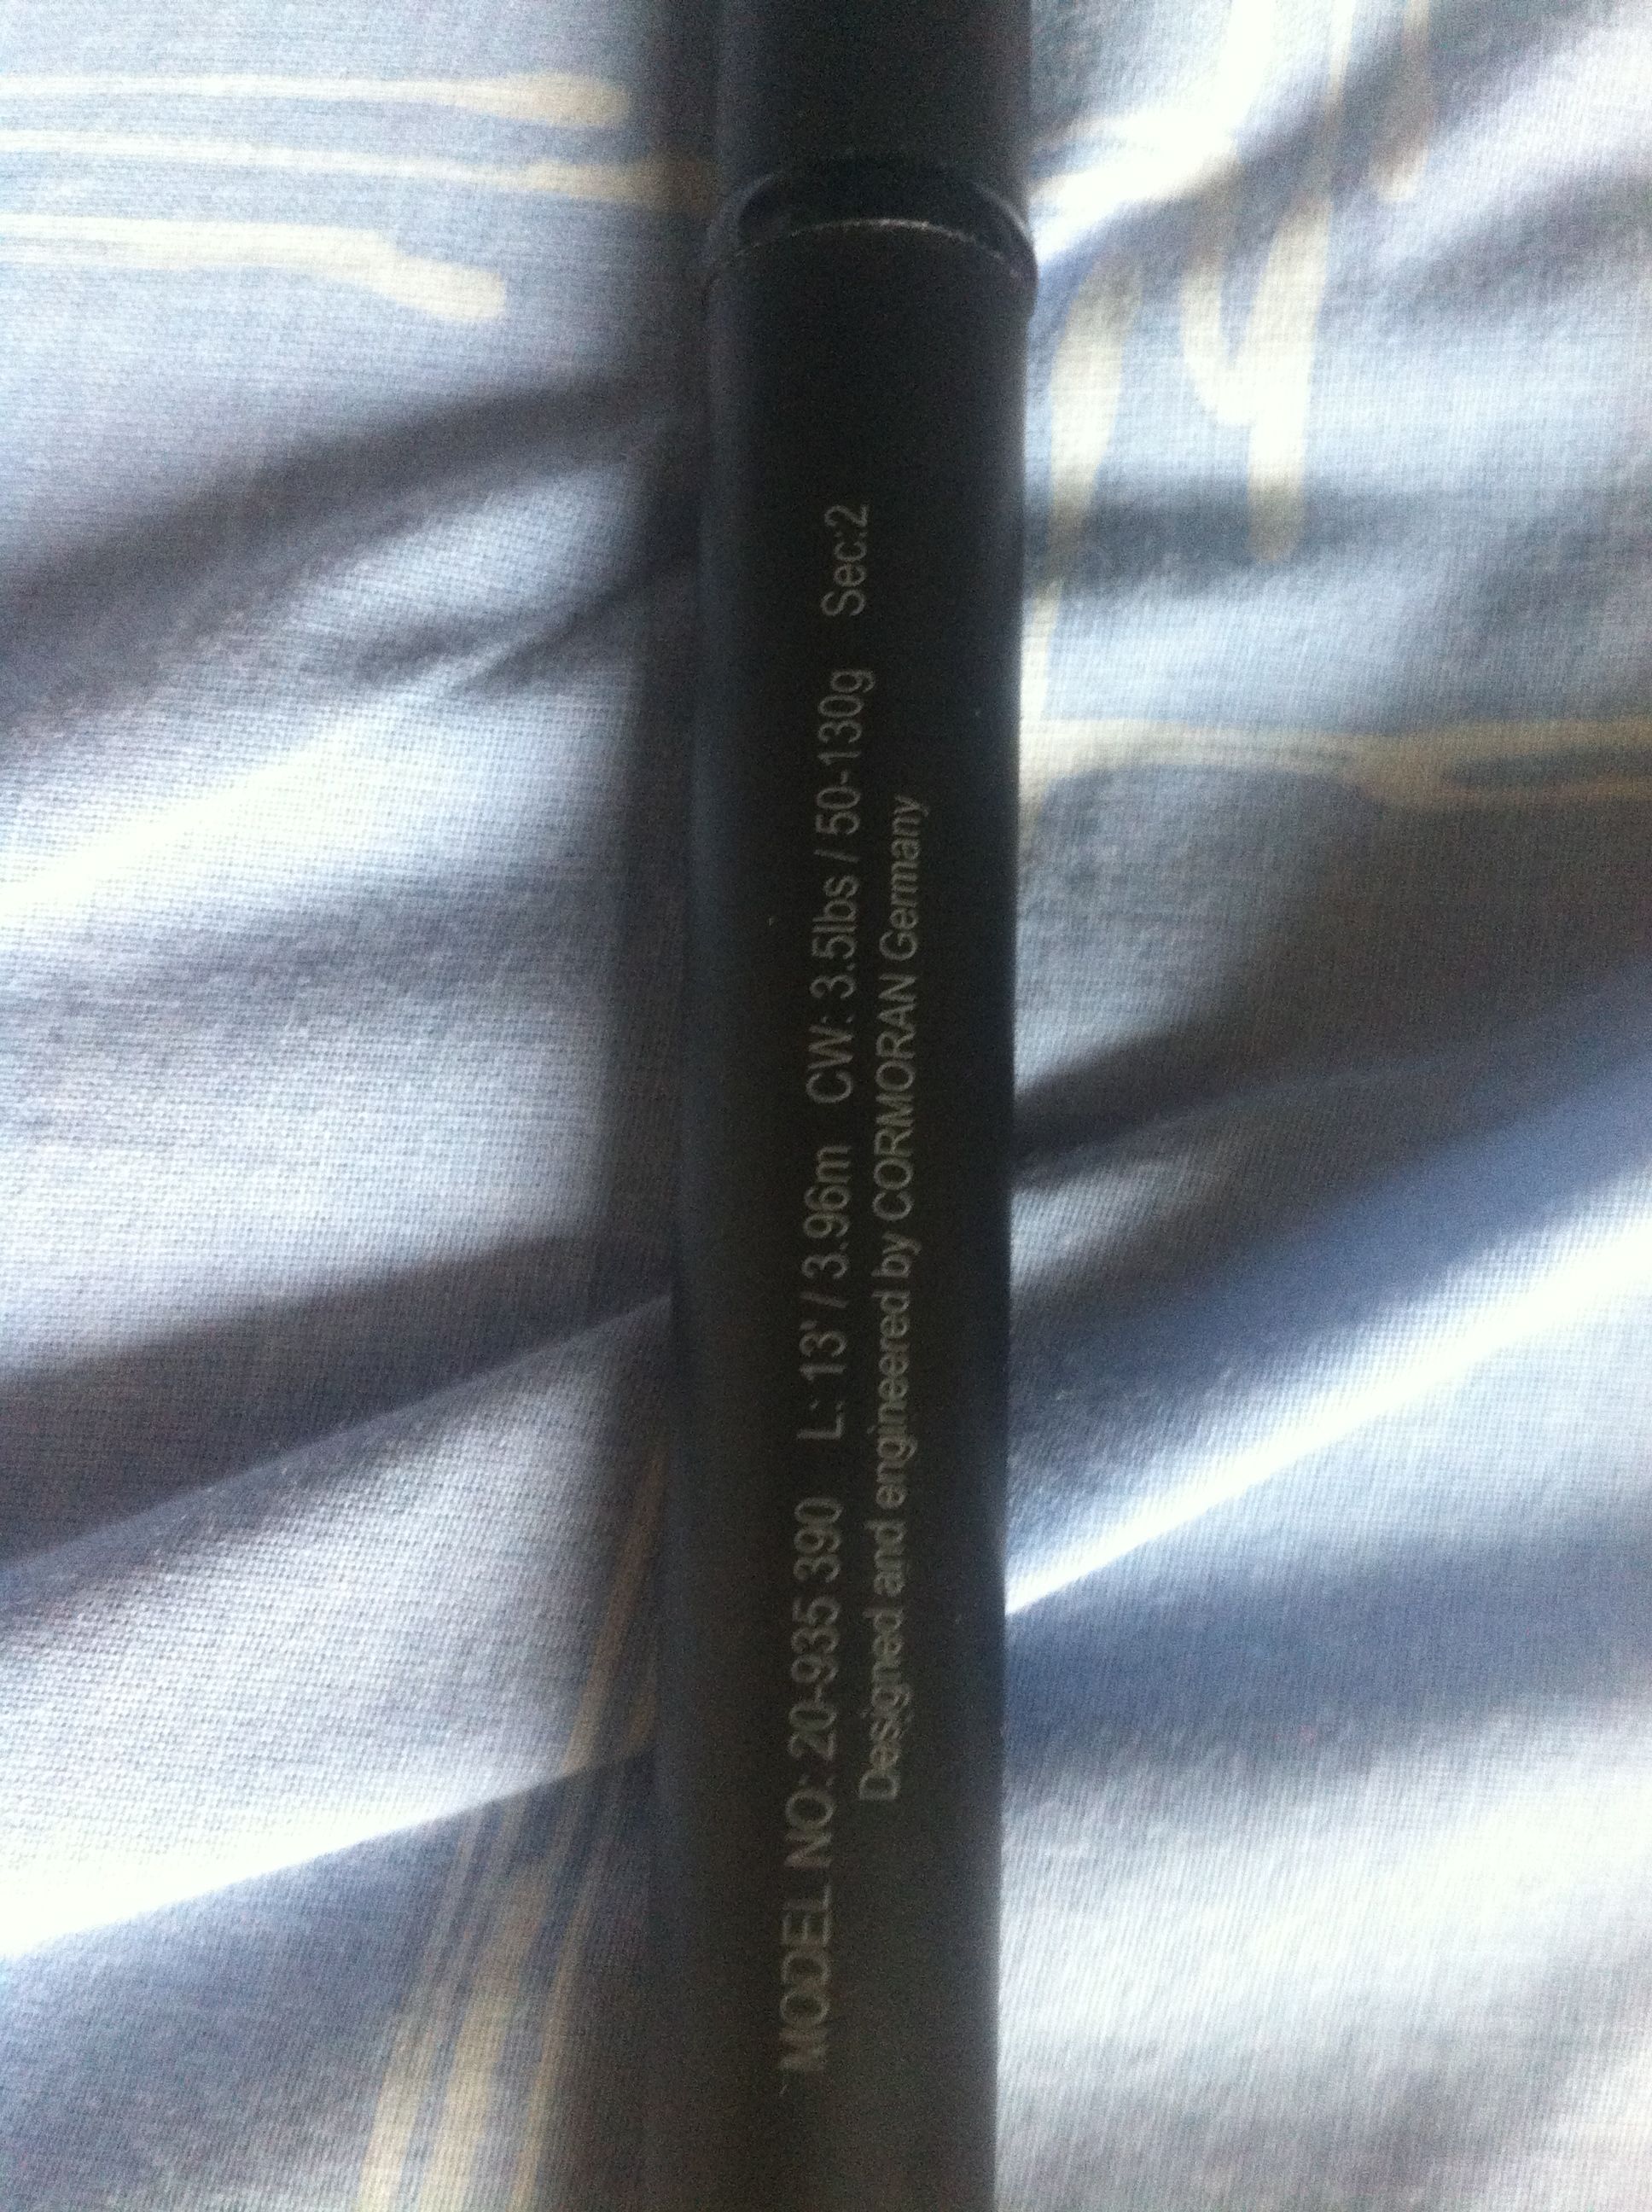 MODEL NO: 20-935 390 L: 13' / 3.96m CW: 3.5lbs / 50-130g Sec:2
Designed and engineered by CORMORAN Germany